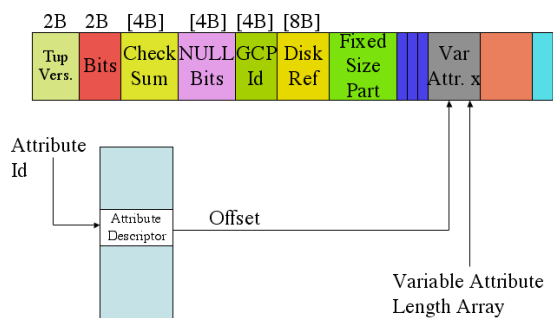 2B 2B [4B] [4B] [4B] [8B]
Tup Vers.
Bits
Check Sum
NULL Bits
GCP Id
Disk Ref
Fixed Size Part
Var Attr. x
Attribute
Id
Attribute
Descriptor
Offset
Variable Attribute
Length Array